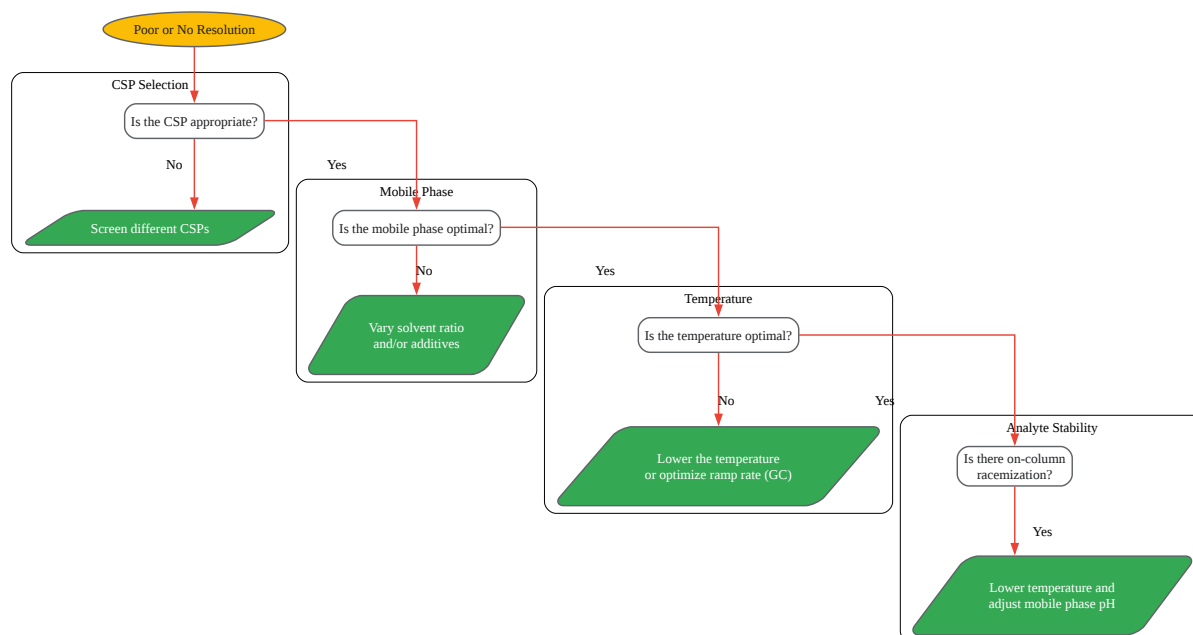 Poor or No Resolution
CSP Selection
Is the CSP appropriate?
No
Yes
Screen different CSPs
Mobile Phase
Is the mobile phase optimal?
No
Yes
Vary solvent ratio
and/or additives
Temperature
Is the temperature optimal?
No
Yes
Lower the temperature
or optimize ramp rate (GC)
Analyte Stability
Is there on-column
racemization?
Yes
Lower temperature and
adjust mobile phase pH